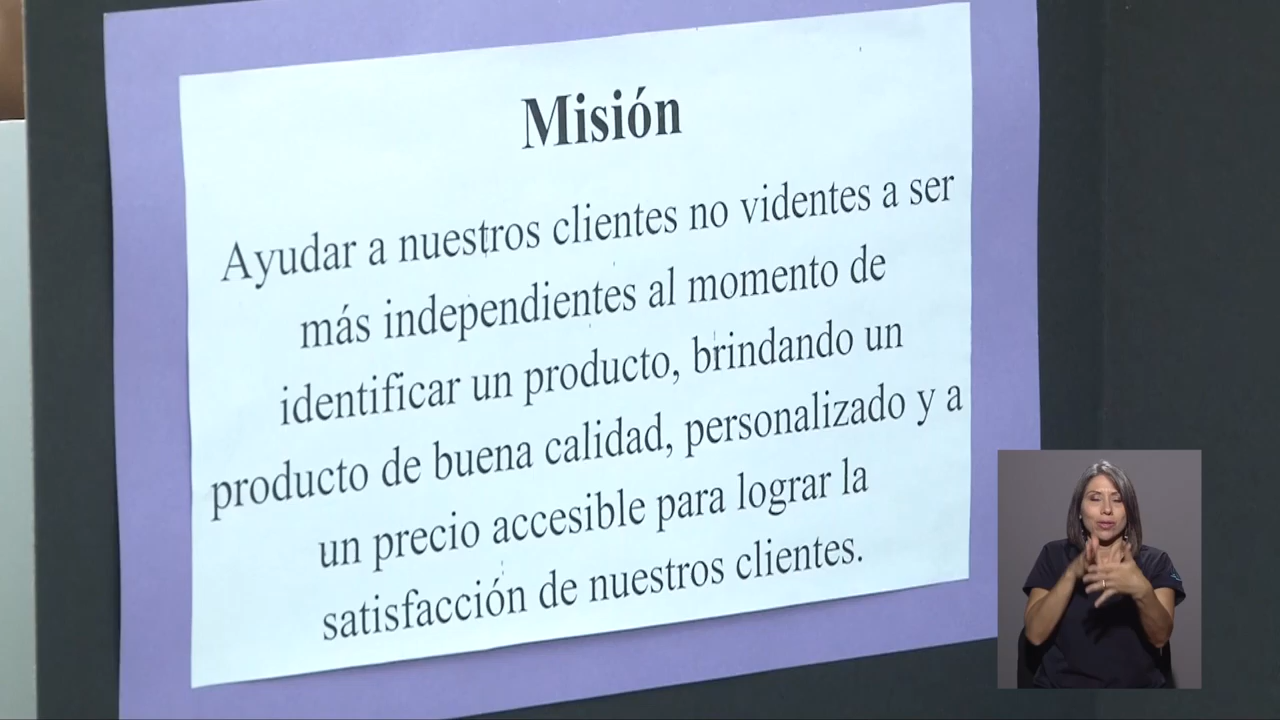 Misión
Ayudar a nuestros clientes no videntes a ser
más independientes al momento de
identificar un producto, brindando un
producto de buena calidad, personalizado y a
un precio accesible para lograr la
satisfacción de nuestros clientes.